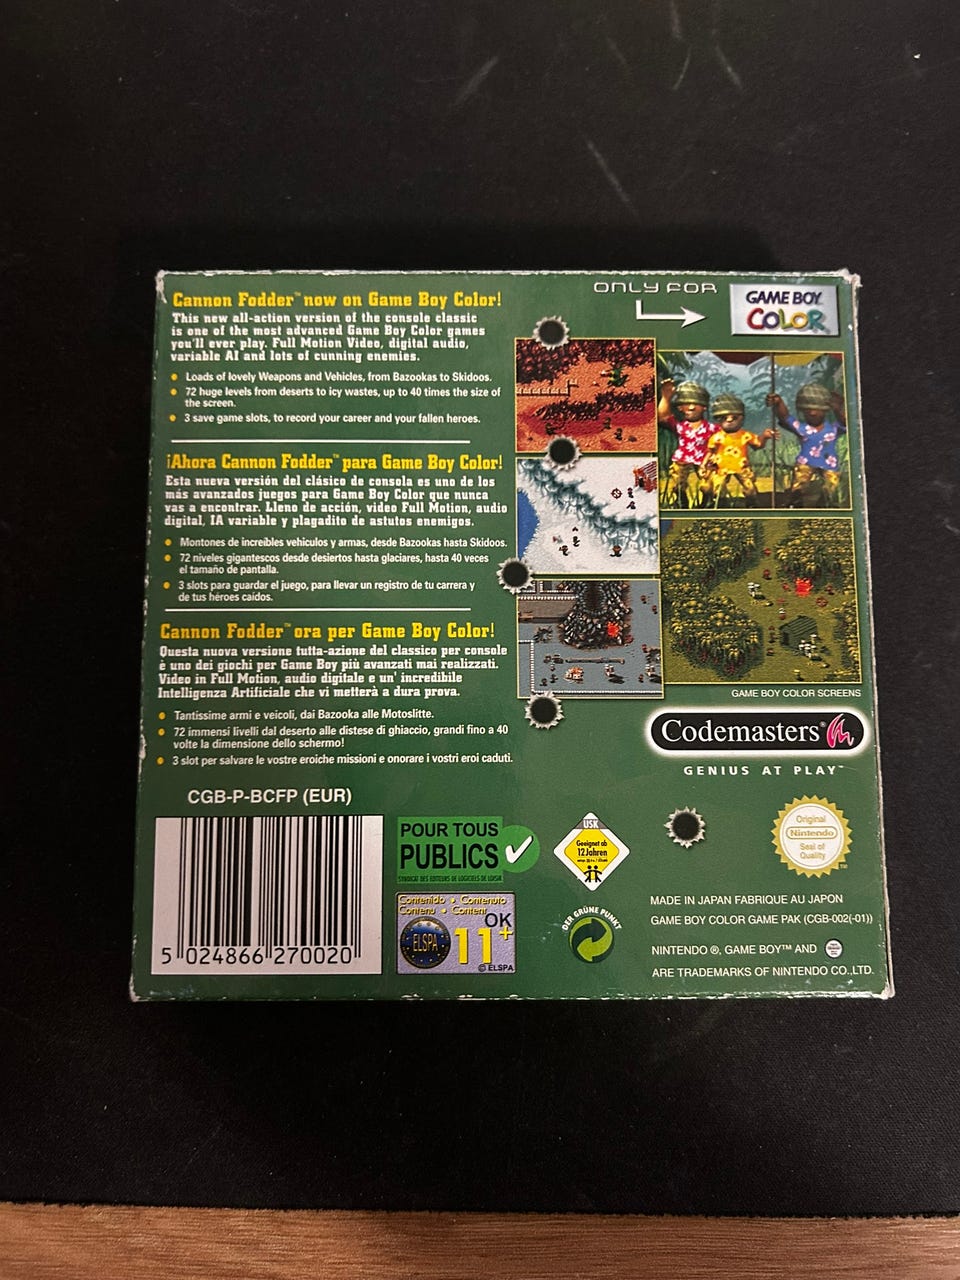 Cannon Fodder™ now on Game Boy Color!
This new all-action version of the console classic
is one of the most advanced Game Boy Color games
you'll ever play. Full Motion Video, digital audio,
variable AI and lots of cunning enemies.
Loads of lovely Weapons and Vehicles, from Bazookas to Skidoos.
72 huge levels from deserts to icy wastes, up to 40 times the size of
the screen.
3 save game slots, to record your career and your fallen heroes.
¡Ahora Cannon Fodder™ para Game Boy Color!
Esta nueva versión del clásico de consola es uno de los
más avanzados juegos para Game Boy Color que nunca
vas a encontrar. Lleno de acción, video Full Motion, audio
digital, IA variable y plagadito de astutos enemigos.
Montones de increíbles vehiculos y armas, desde Bazookas hasta Skidoos.
72 niveles gigantescos desde desiertos hasta glaciares, hasta 40 veces
el tamaño de pantalla.
3 slots para guardar el juego, para llevar un registro de tu carrera y
de tus héroes caídos.
Cannon Fodder™ ora per Game Boy Color!
Questa nuova versione tutta-azione del classico per console
è uno dei giochi per Game Boy più avanzati mai realizzati.
Video in Full Motion, audio digitale e un' incredibile
Intelligenza Artificiale che vi metterà a dura prova.
Tantissime armi e veicoli, dai Bazooka alle Motoslitte.
72 immensi livelli dal deserto alle distese di ghiaccio, grandi fino a 40
volte la dimensione dello schermo!
3 slot per salvare le vostre eroiche missioni e onorare i vostri eroi caduti.
CGB-P-BCFP (EUR)
5 024866 270020
ONLY FOR
GAME BOY
COLOR
GAME BOY COLOR SCREENS
Codemasters®
GENIUS AT PLAY™
POUR TOUS
PUBLICS
SYNDICAT DES EDITEURS DE LOGICIELS DE LOISIR
Contenido • Contenuto
Contenu • Content
OK
ELSPA
11+
© ELSPA
USK
Geeignet ab
12 Jahren
DER GRÜNE PUNKT
Original
Nintendo
Seal of
Quality
TM
MADE IN JAPAN FABRIQUE AU JAPON
GAME BOY COLOR GAME PAK (CGB-002(-01))
NINTENDO ®, GAME BOY™ AND
ARE TRADEMARKS OF NINTENDO CO.,LTD.